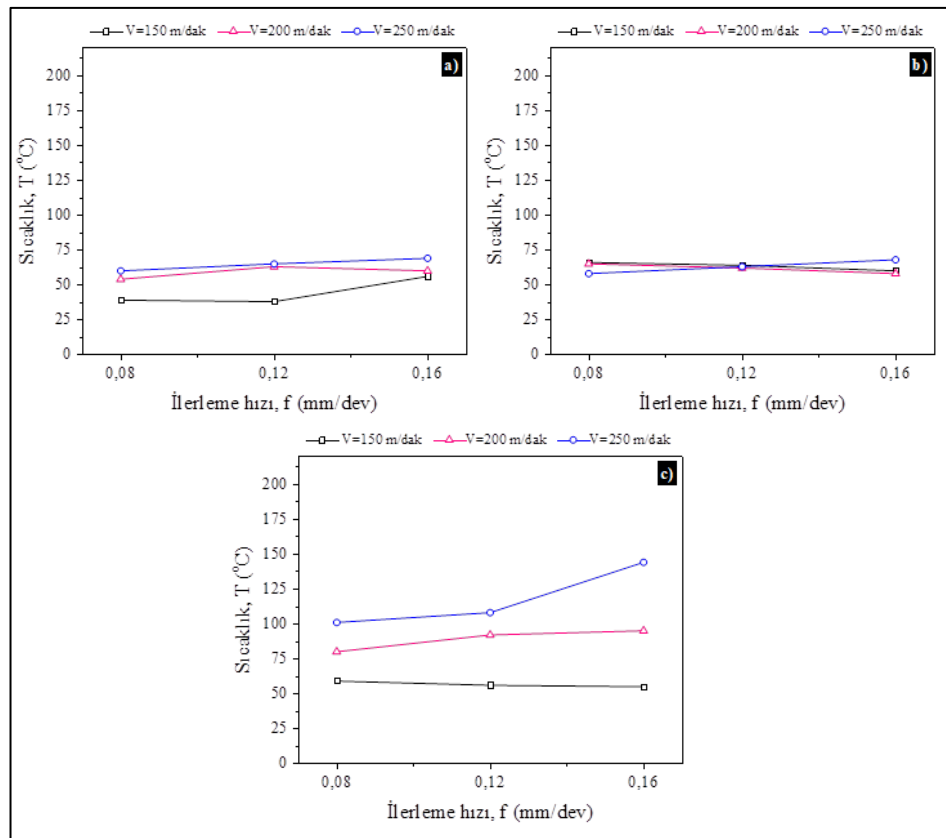 V=150 m/dak V=200 m/dak V=250 m/dak
a)
200
175
150
125
100
75
50
25
0
Sıcaklık, T (°C)
0,08 0,12 0,16
İlerleme hızı, f (mm/dev)
V=150 m/dak V=200 m/dak V=250 m/dak
b)
200
175
150
125
100
75
50
25
0
Sıcaklık, T (°C)
0,08 0,12 0,16
İlerleme hızı, f (mm/dev)
V=150 m/dak V=200 m/dak V=250 m/dak
c)
200
175
150
125
100
75
50
25
0
Sıcaklık, T (°C)
0,08 0,12 0,16
İlerleme hızı, f (mm/dev)